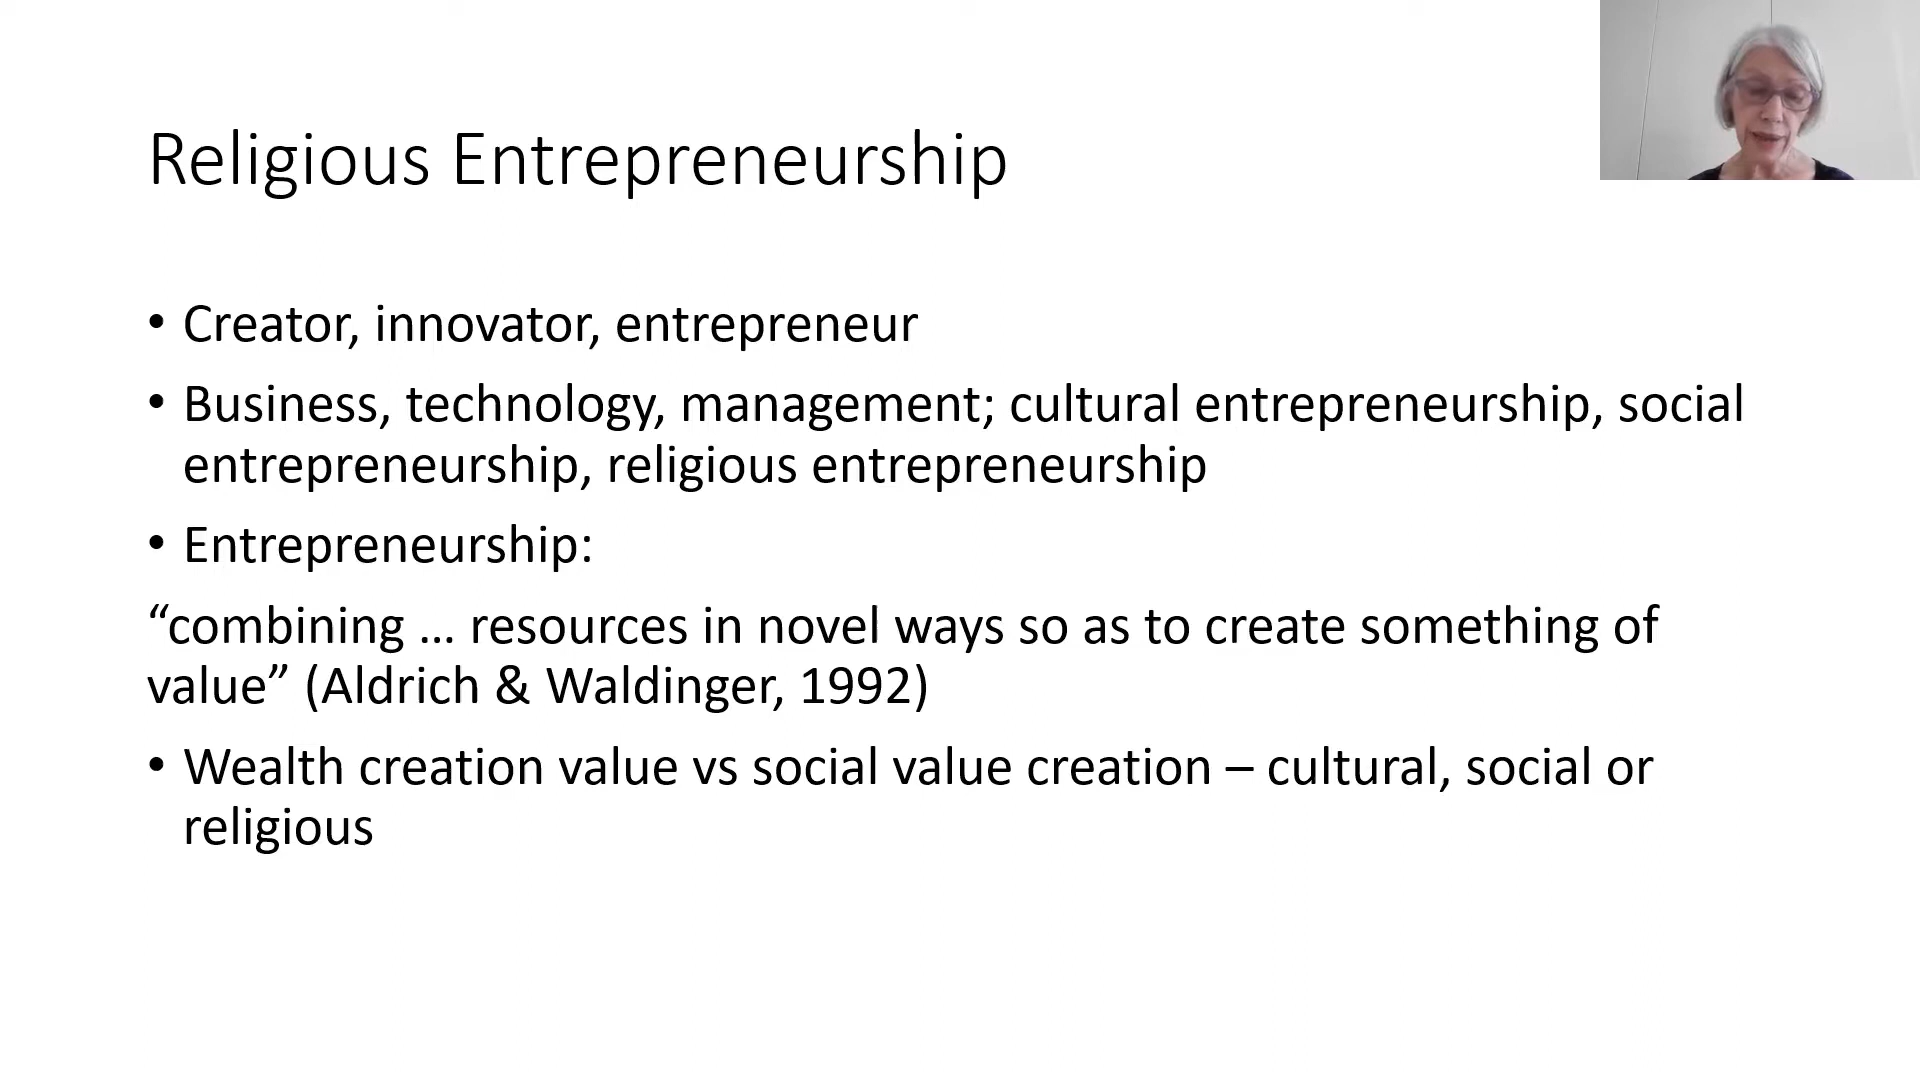 Religious Entrepreneurship
• Creator, innovator, entrepreneur
• Business, technology, management; cultural entrepreneurship, social
entrepreneurship, religious entrepreneurship
• Entrepreneurship:
“combining … resources in novel ways so as to create something of
value” (Aldrich & Waldinger, 1992)
• Wealth creation value vs social value creation – cultural, social or
religious